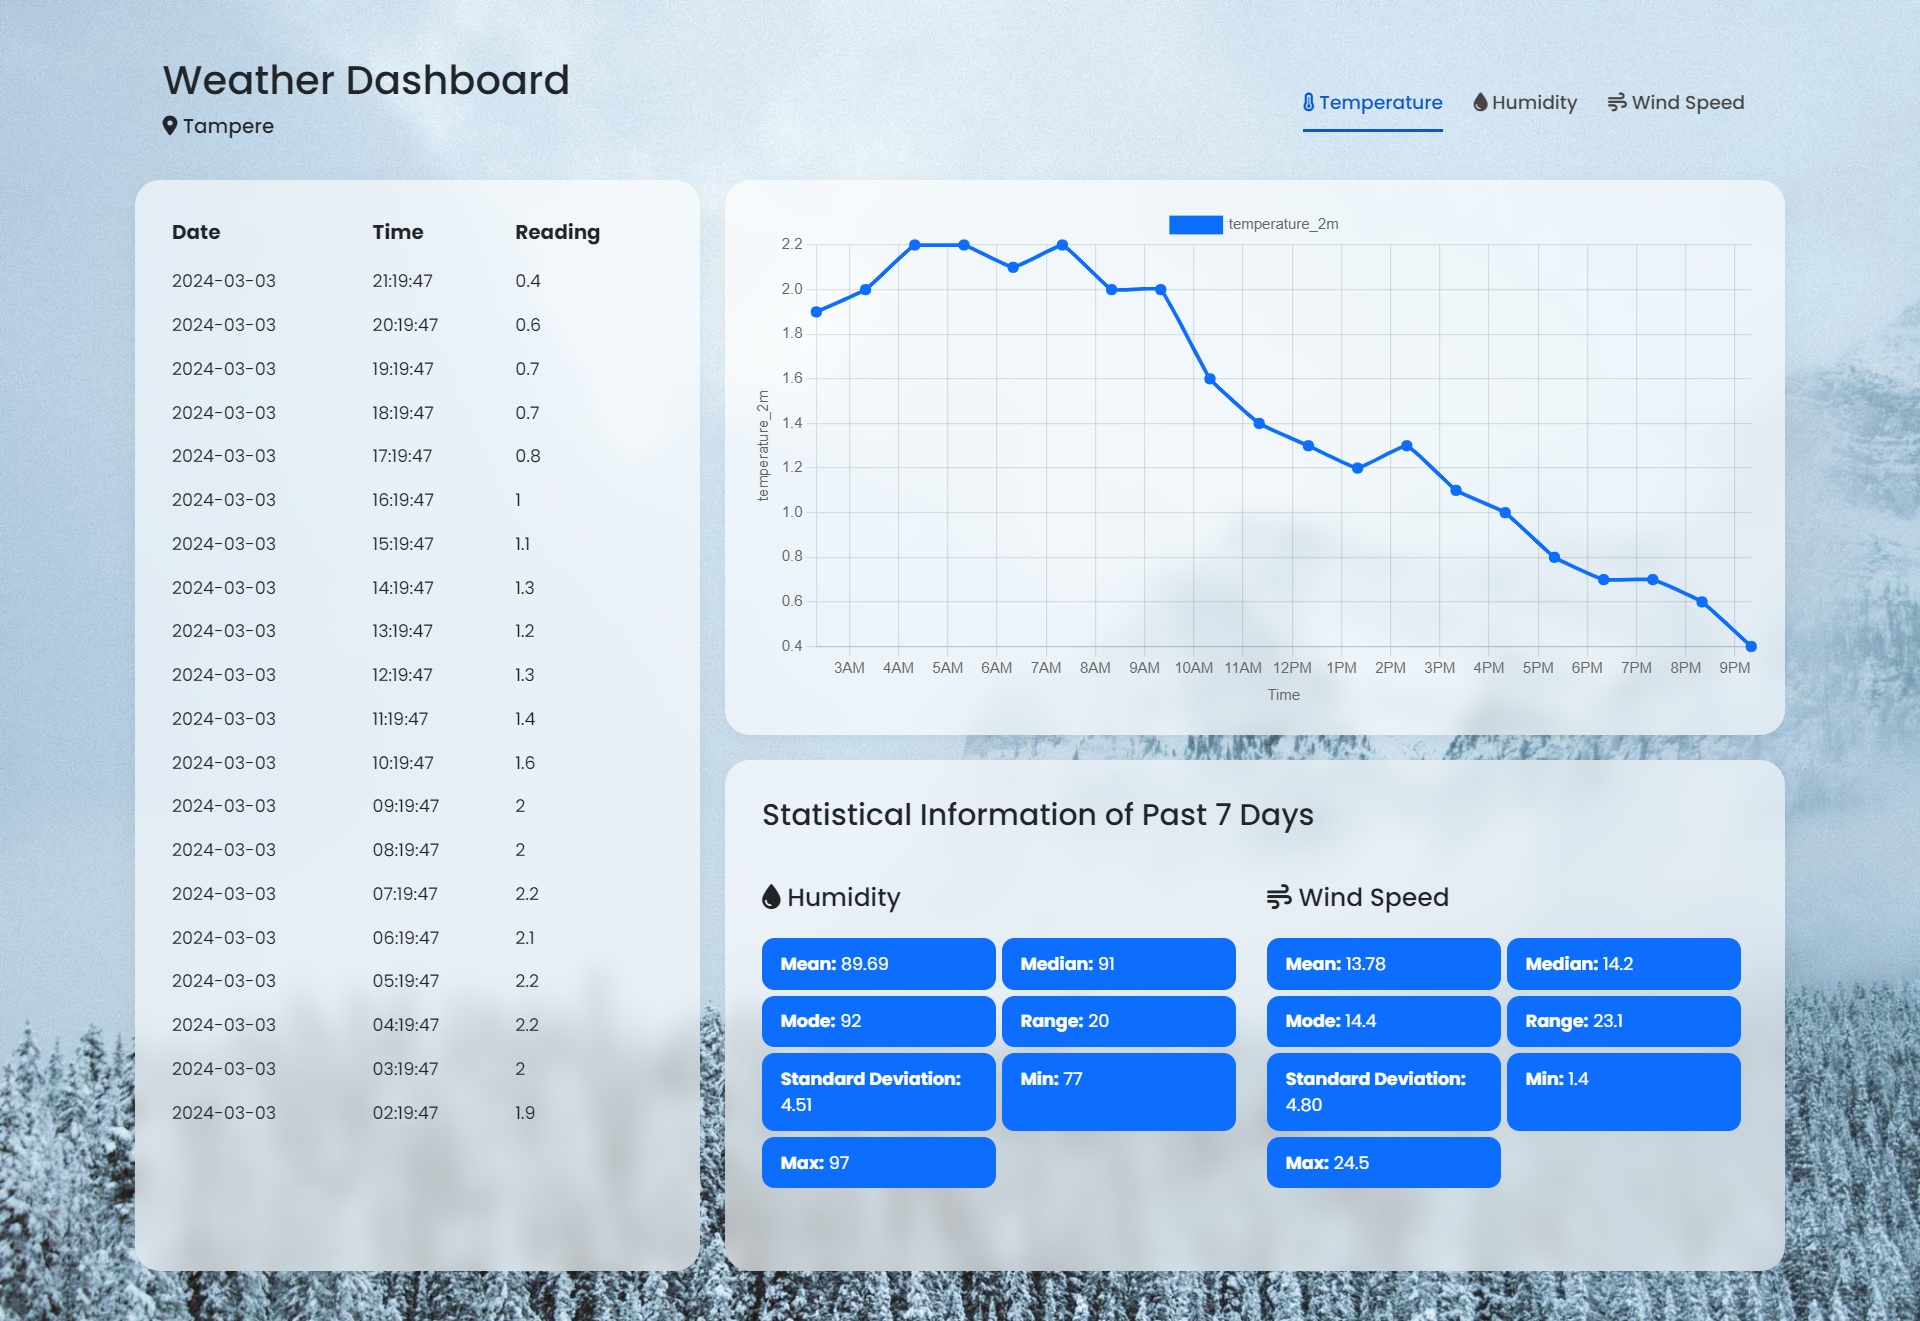 Weather Dashboard
Tampere
Temperature Humidity Wind Speed
Date Time Reading
2024-03-03 21:19:47 0.4
2024-03-03 20:19:47 0.6
2024-03-03 19:19:47 0.7
2024-03-03 18:19:47 0.7
2024-03-03 17:19:47 0.8
2024-03-03 16:19:47 1
2024-03-03 15:19:47 1.1
2024-03-03 14:19:47 1.3
2024-03-03 13:19:47 1.2
2024-03-03 12:19:47 1.3
2024-03-03 11:19:47 1.4
2024-03-03 10:19:47 1.6
2024-03-03 09:19:47 2
2024-03-03 08:19:47 2
2024-03-03 07:19:47 2.2
2024-03-03 06:19:47 2.1
2024-03-03 05:19:47 2.2
2024-03-03 04:19:47 2.2
2024-03-03 03:19:47 2
2024-03-03 02:19:47 1.9
temperature_2m
temperature_2m
2.2
2.0
1.8
1.6
1.4
1.2
1.0
0.8
0.6
0.4
3AM 4AM 5AM 6AM 7AM 8AM 9AM 10AM 11AM 12PM 1PM 2PM 3PM 4PM 5PM 6PM 7PM 8PM 9PM
Time
Statistical Information of Past 7 Days
Humidity
Mean: 89.69 Median: 91
Mode: 92 Range: 20
Standard Deviation: Min: 77
4.51
Max: 97
Wind Speed
Mean: 13.78 Median: 14.2
Mode: 14.4 Range: 23.1
Standard Deviation: Min: 1.4
4.80
Max: 24.5